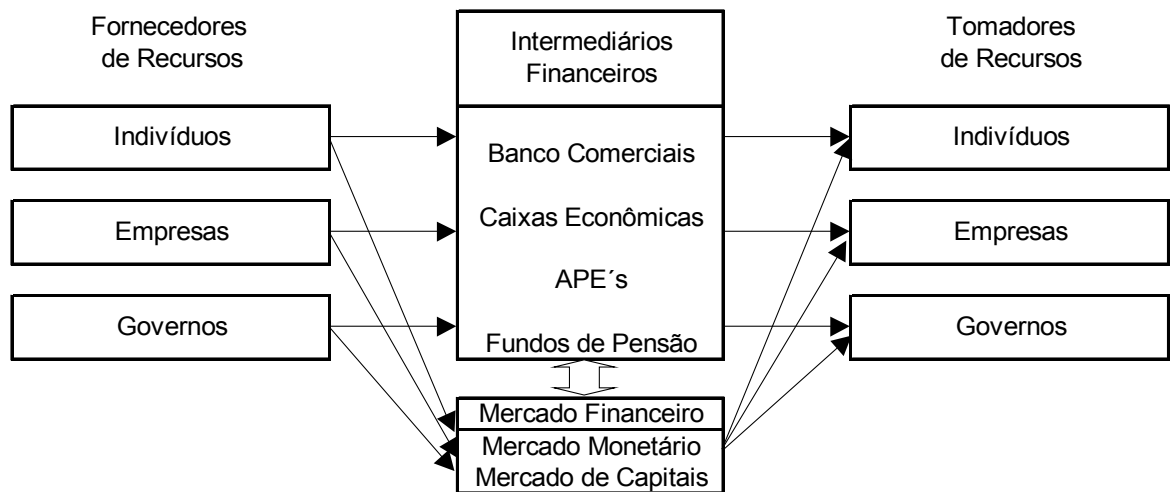 Fornecedores
de Recursos
Intermediários
Financeiros
Tomadores
de Recursos
Indivíduos
Empresas
Governos
Banco Comerciais
Caixas Econômicas
APE´s
Fundos de Pensão
Mercado Financeiro
Mercado Monetário
Mercado de Capitais
Indivíduos
Empresas
Governos